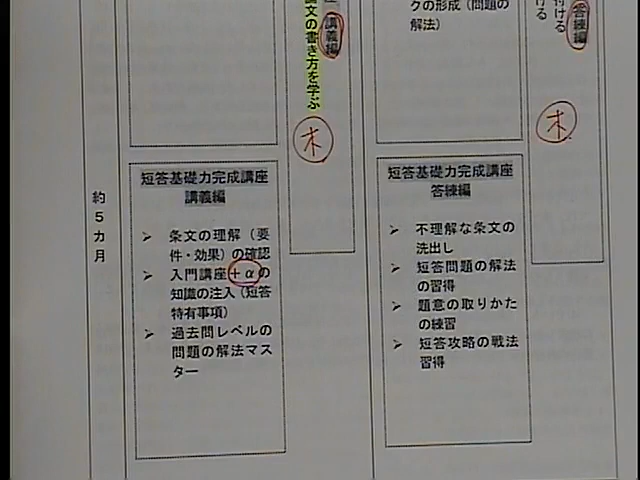 講義編
論文の書き方を学ぶ
木
クの形成（問題の
解法）
答練編
付ける
ける
木
約5カ月
短答基礎力完成講座
講義編
➤ 条文の理解（要
件・効果）の確認
➤ 入門講座＋αの
知識の注入（短答
特有事項）
➤ 過去問レベルの
問題の解法マス
ター
短答基礎力完成講座
答練編
➤ 不理解な条文の
洗出し
➤ 短答問題の解法
の習得
➤ 題意の取りかた
の練習
➤ 短答攻略の戦法
習得